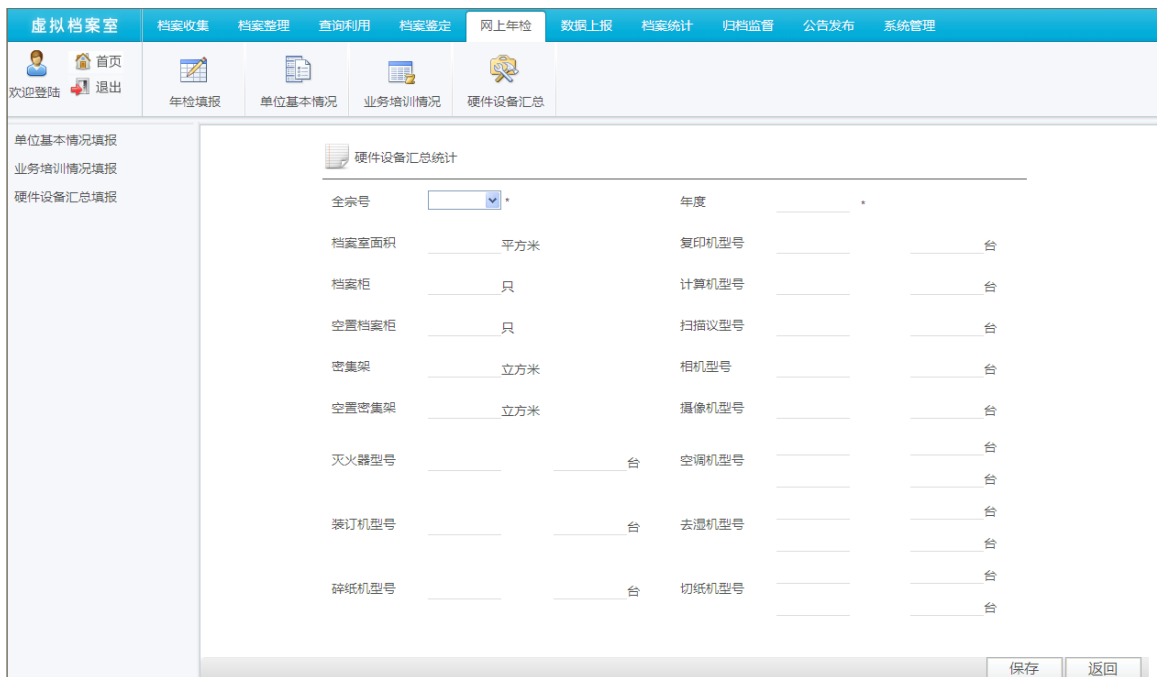 虚拟档案室 档案收集 档案整理 查询利用 档案鉴定 网上年检 数据上报 档案统计 归档监督 公告发布 系统管理
首页
欢迎登陆 退出
年检填报 单位基本情况 业务培训情况 硬件设备汇总
单位基本情况填报
业务培训情况填报
硬件设备汇总填报
硬件设备汇总统计
全宗号 * 年度 *
档案室面积 平方米 复印机型号 台
档案柜 只 计算机型号 台
空置档案柜 只 扫描议型号 台
密集架 立方米 相机型号 台
空置密集架 立方米 摄像机型号 台
台
灭火器型号 台 空调机型号
台
台
装订机型号 台 去湿机型号
台
台
碎纸机型号 台 切纸机型号
台
保存 返回